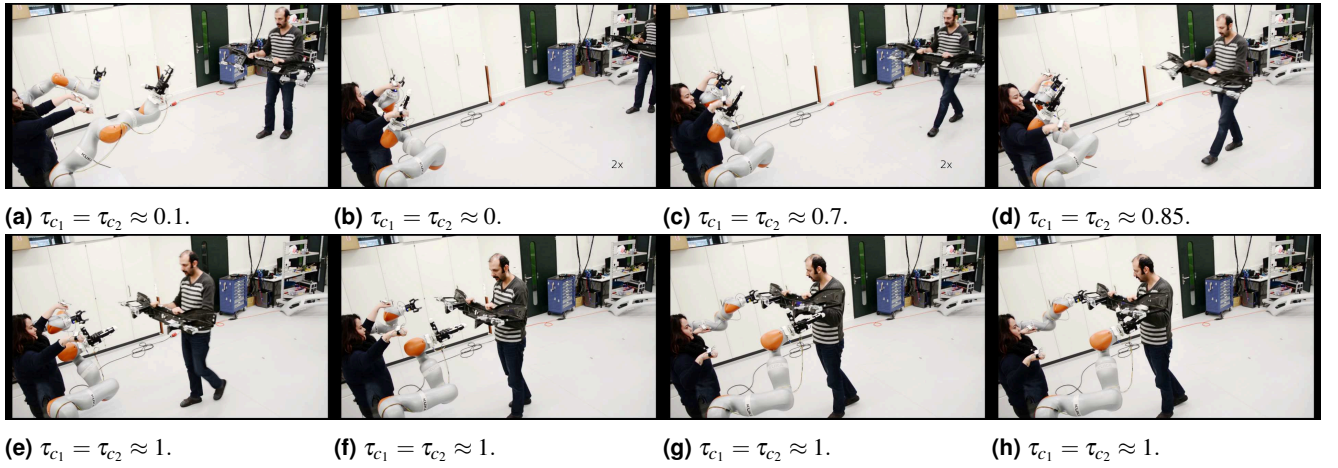 2x
2x
(a) τc₁ = τc₂ ≈ 0.1.
(b) τc₁ = τc₂ ≈ 0.
(c) τc₁ = τc₂ ≈ 0.7.
(d) τc₁ = τc₂ ≈ 0.85.
(e) τc₁ = τc₂ ≈ 1.
(f) τc₁ = τc₂ ≈ 1.
(g) τc₁ = τc₂ ≈ 1.
(h) τc₁ = τc₂ ≈ 1.